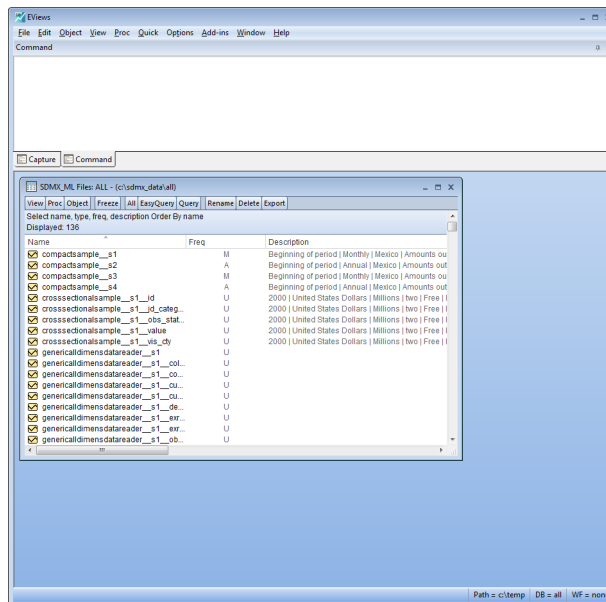 EViews
File Edit Object View Proc Quick Options Add-ins Window Help
Command
Capture Command
SDMX_ML Files: ALL - (c:\sdmx_data\all)
View Proc Object Freeze All EasyQuery Query Rename Delete Export
Select name, type, freq, description Order By name
Displayed: 136
Name Freq Description
compactsample__s1 M Beginning of period | Monthly | Mexico | Amounts ou
compactsample__s2 A Beginning of period | Annual | Mexico | Amounts out
compactsample__s3 M Beginning of period | Monthly | Mexico | Amounts ou
compactsample__s4 A Beginning of period | Annual | Mexico | Amounts out
crosssectionalsample__s1__id U 2000 | United States Dollars | Millions | two | Free |
crosssectionalsample__s1__jd_categ... U 2000 | United States Dollars | Millions | two | Free |
crosssectionalsample__s1__obs_stat... U 2000 | United States Dollars | Millions | two | Free |
crosssectionalsample__s1__value U 2000 | United States Dollars | Millions | two | Free |
crosssectionalsample__s1__vis_cty U 2000 | United States Dollars | Millions | two | Free |
genericalldimensdatareader__s1 U
genericalldimensdatareader__s1__col... U
genericalldimensdatareader__s1__co... U
genericalldimensdatareader__s1__cu... U
genericalldimensdatareader__s1__cu... U
genericalldimensdatareader__s1__de... U
genericalldimensdatareader__s1__exr... U
genericalldimensdatareader__s1__exr... U
genericalldimensdatareader__s1__ob... U
Path = c:\temp DB = all WF = none